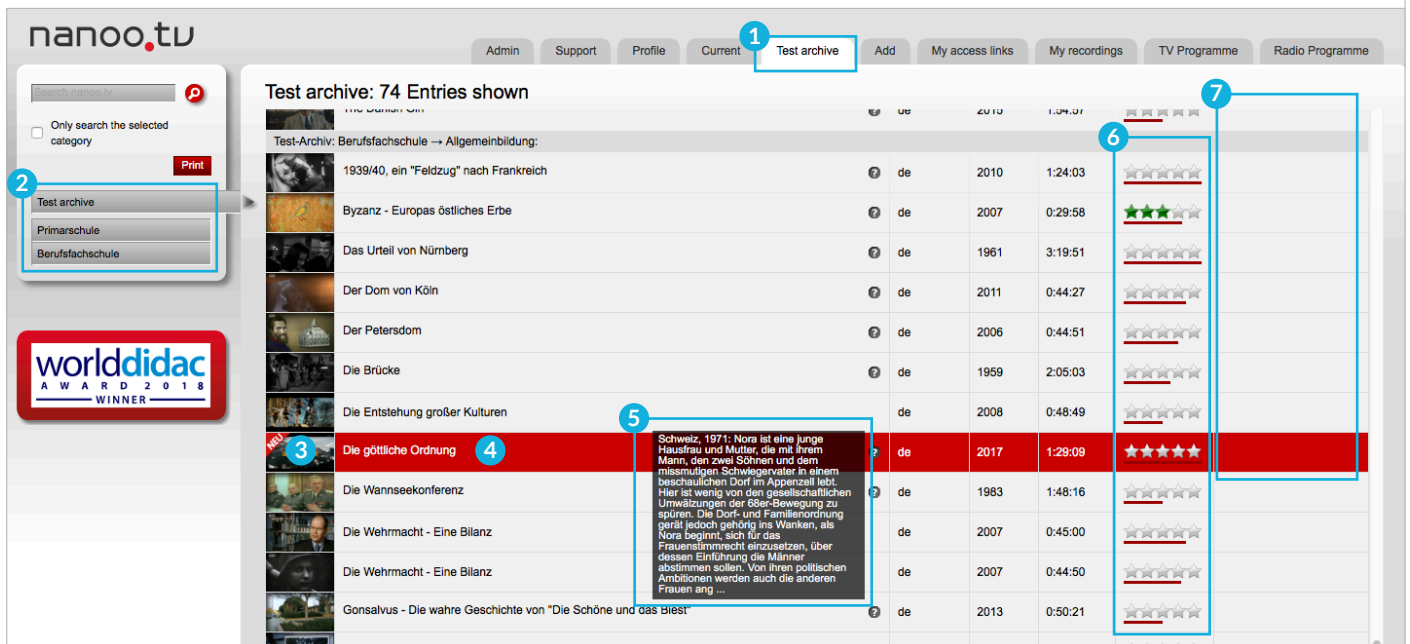 nanoo.tv
1
Admin Support Profile Current Test archive Add My access links My recordings TV Programme Radio Programme
Search nanoo.tv
Only search the selected
category
Print
2
Test archive
Primarschule
Berufsfachschule
worlddidac
AWARD 2018
WINNER
Test archive: 74 Entries shown
7
The Danish Girl de 2015 1:54:57
6
Test-Archiv: Berufsfachschule → Allgemeinbildung:
1939/40, ein "Feldzug" nach Frankreich ? de 2010 1:24:03
Byzanz - Europas östliches Erbe ? de 2007 0:29:58
Das Urteil von Nürnberg ? de 1961 3:19:51
Der Dom von Köln ? de 2011 0:44:27
Der Petersdom ? de 2006 0:44:51
Die Brücke ? de 1959 2:05:03
Die Entstehung großer Kulturen de 2008 0:48:49
5
NEU 3 Die göttliche Ordnung 4 ? de 2017 1:29:09
Schweiz, 1971: Nora ist eine junge
Hausfrau und Mutter, die mit ihrem
Mann, den zwei Söhnen und dem
missmutigen Schwiegervater in einem
beschaulichen Dorf im Appenzell lebt.
Hier ist wenig von den gesellschaftlichen
Umwälzungen der 68er-Bewegung zu
spüren. Die Dorf- und Familienordnung
gerät jedoch gehörig ins Wanken, als
Nora beginnt, sich für das
Frauenstimmrecht einzusetzen, über
dessen Einführung die Männer
abstimmen sollen. Von ihren politischen
Ambitionen werden auch die anderen
Frauen ang ...
Die Wannseekonferenz ? de 1983 1:48:16
Die Wehrmacht - Eine Bilanz de 2007 0:45:00
Die Wehrmacht - Eine Bilanz de 2007 0:44:50
Gonsalvus - Die wahre Geschichte von "Die Schöne und das Biest" ? de 2013 0:50:21